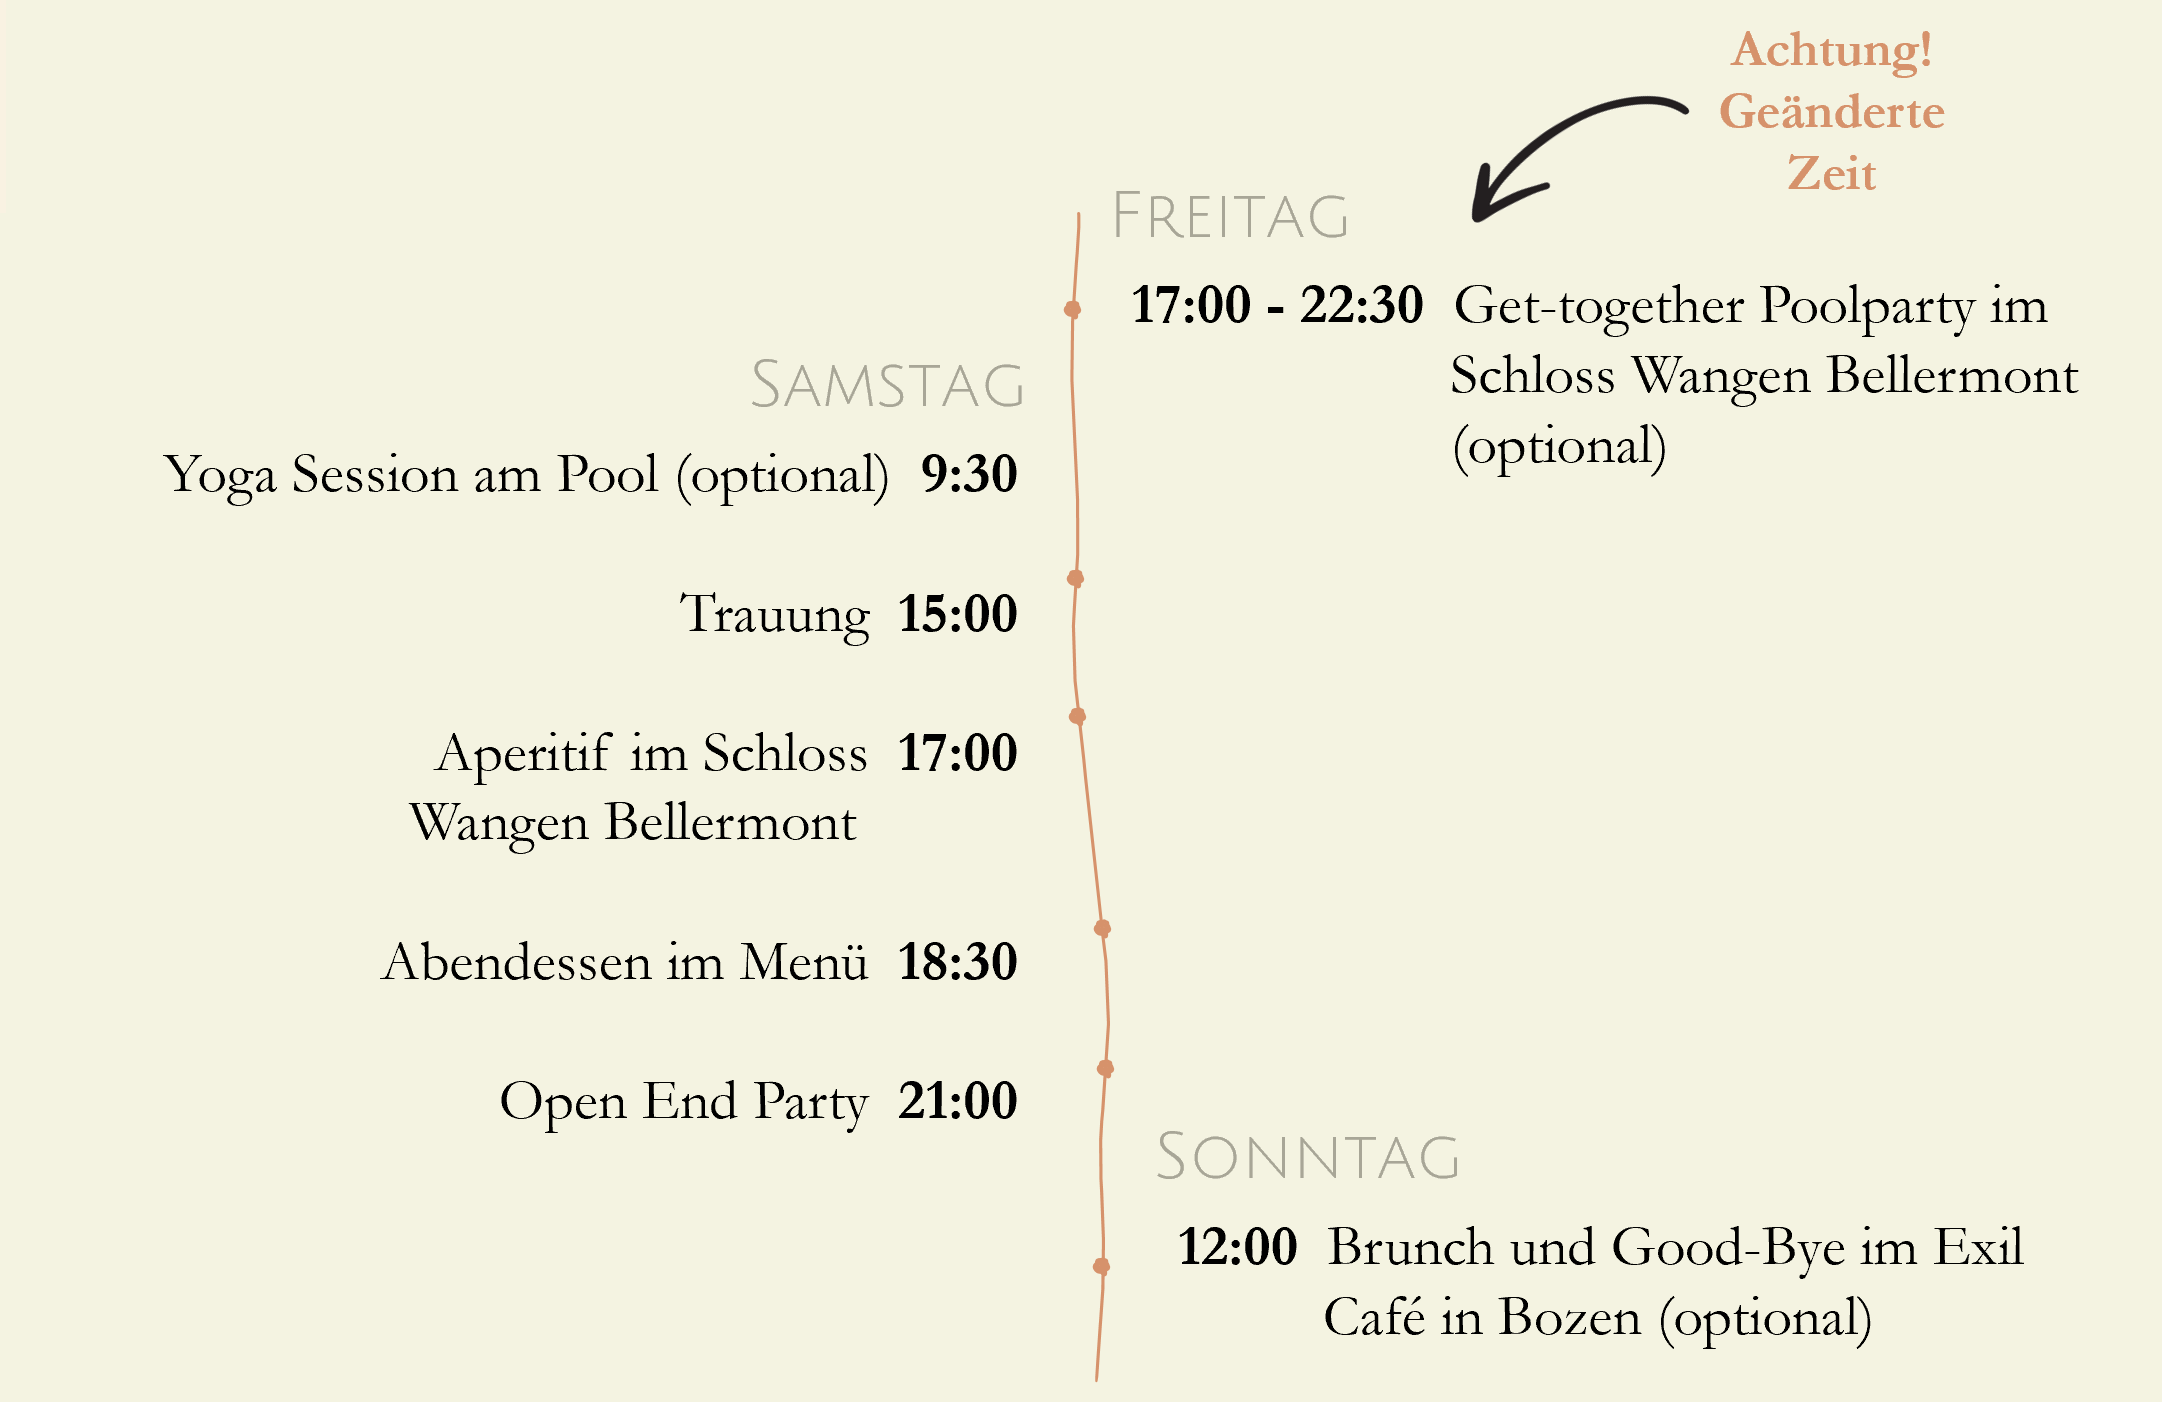 Achtung!
Geänderte
Zeit
FREITAG
17:00 - 22:30 Get-together Poolparty im
Schloss Wangen Bellermont
(optional)
SAMSTAG
Yoga Session am Pool (optional) 9:30
Trauung 15:00
Aperitif im Schloss 17:00
Wangen Bellermont
Abendessen im Menü 18:30
Open End Party 21:00
SONNTAG
12:00 Brunch und Good-Bye im Exil
Café in Bozen (optional)